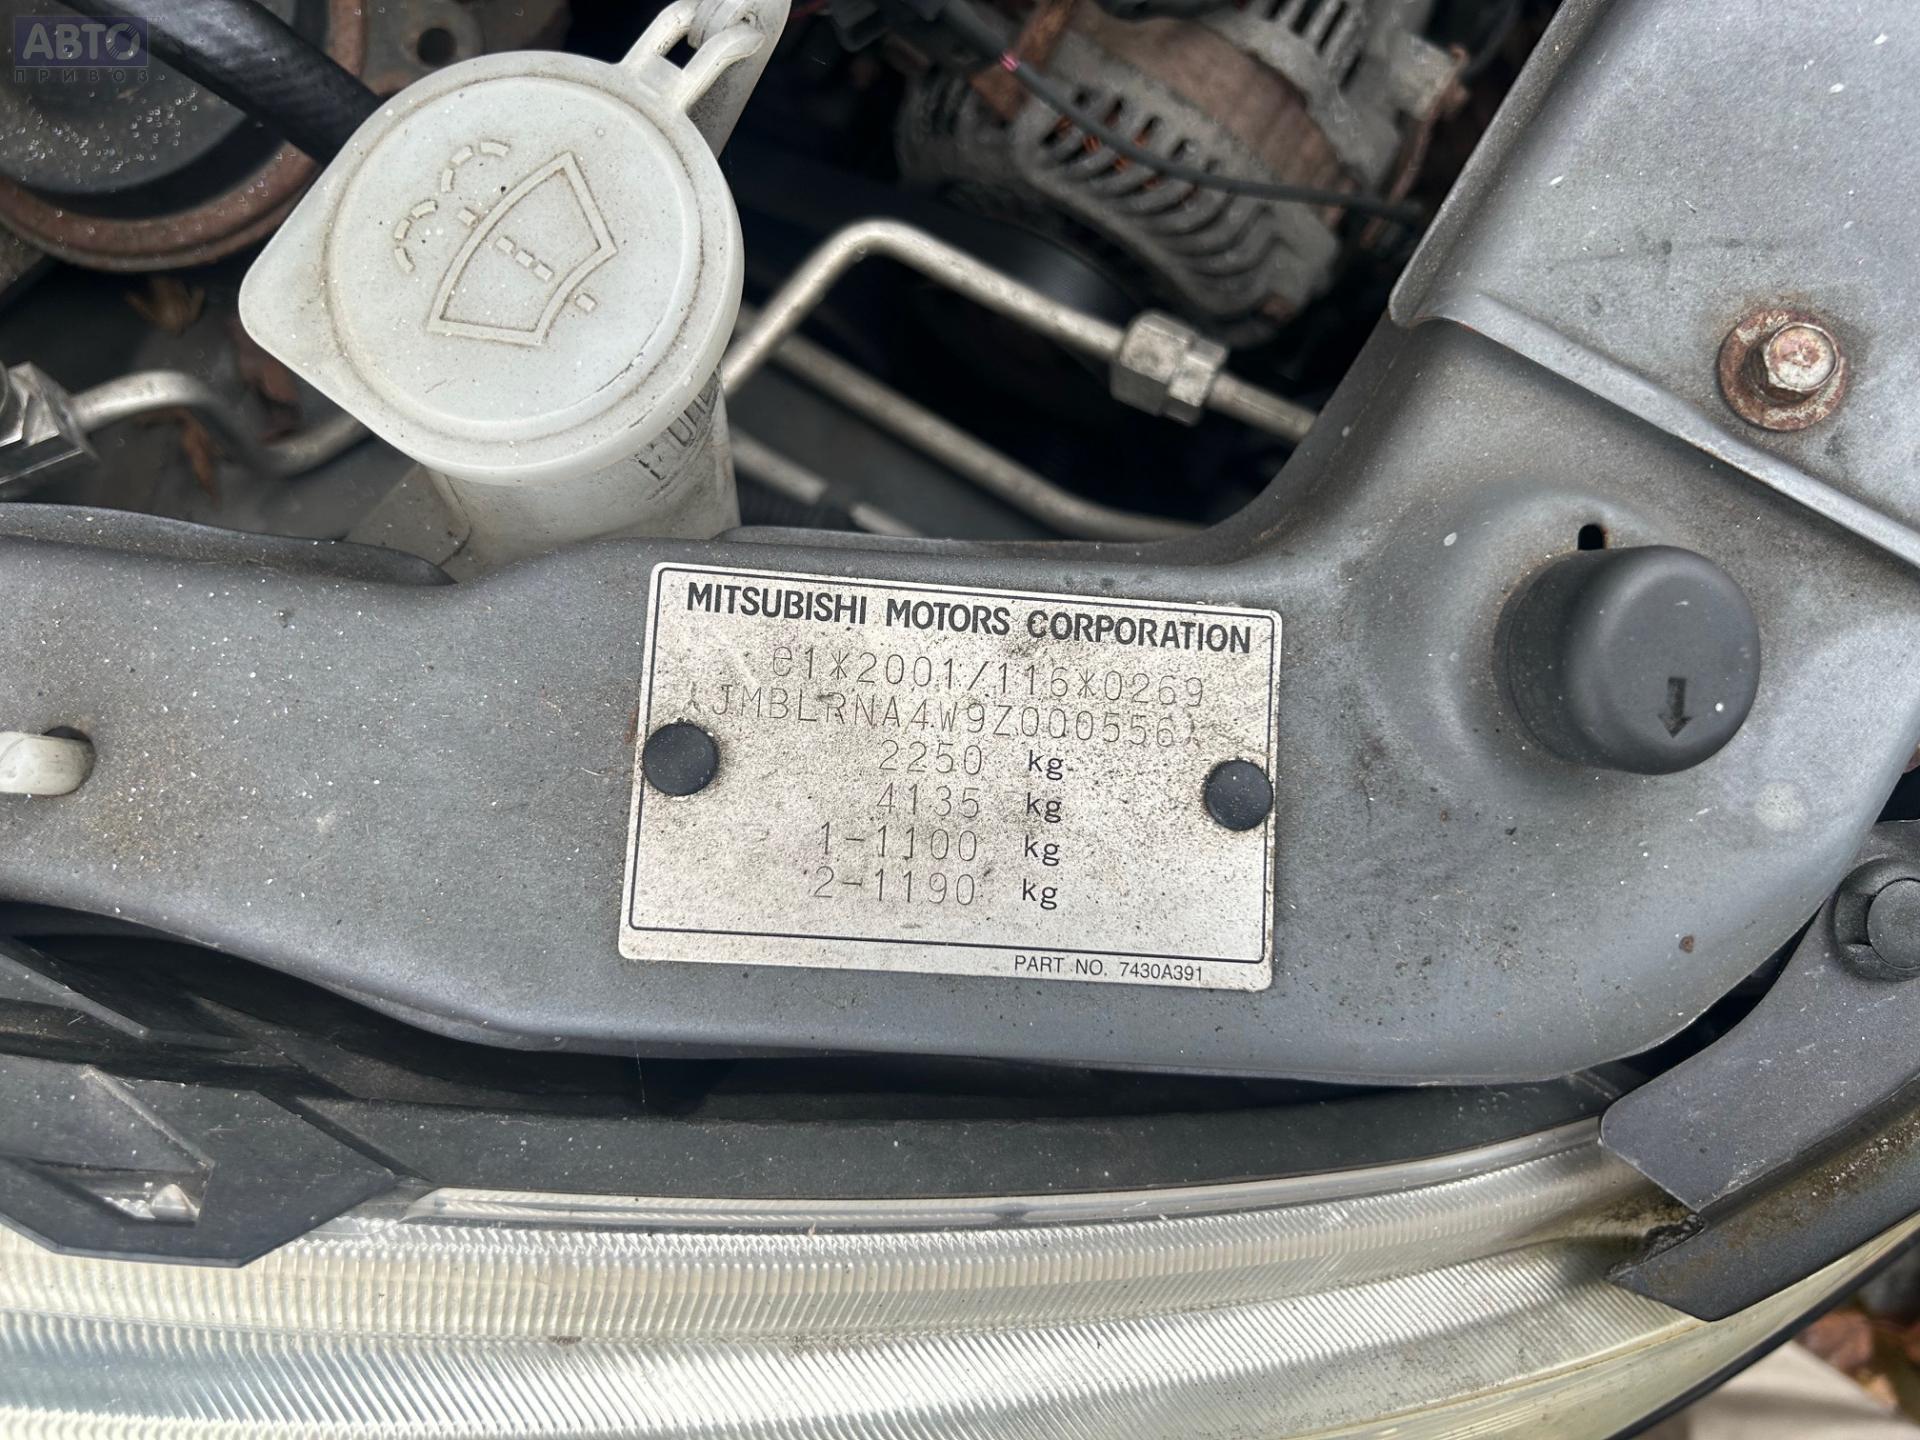 АВТО
ПРИВОЗ
MITSUBISHI MOTORS CORPORATION
e1*2001/116*0269
*JMBLRNA4W9Z000556*
2250 kg
4135 kg
1-1100 kg
2-1190 kg
PART NO. 7430A391